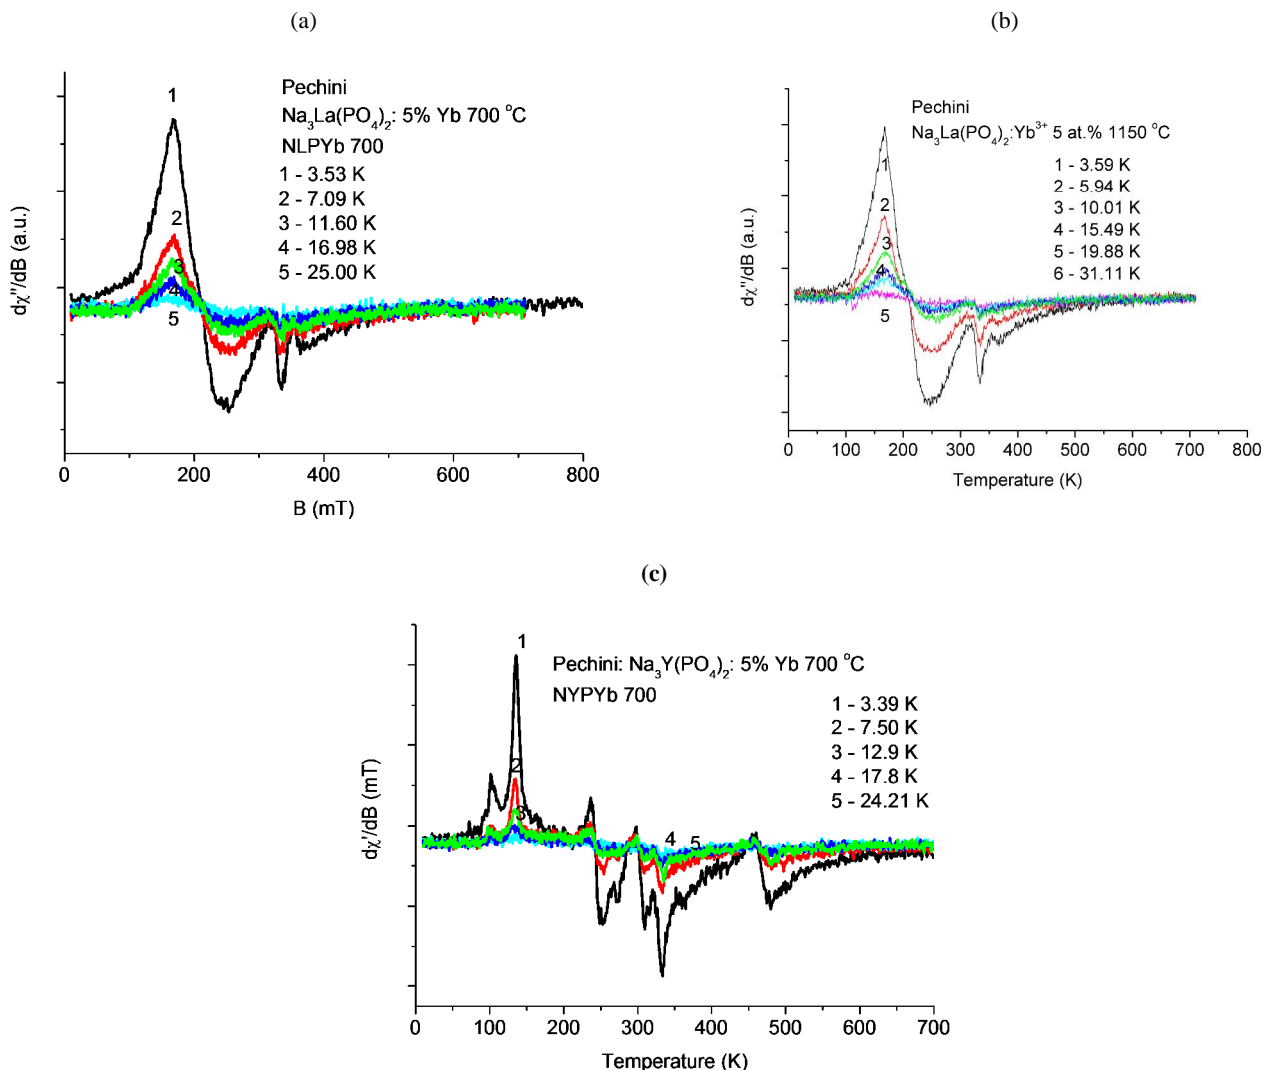 (a)
Pechini
Na₃La(PO₄)₂: 5% Yb 700 °C
NLPYb 700
1 - 3.53 K
2 - 7.09 K
3 - 11.60 K
4 - 16.98 K
5 - 25.00 K
1
2
3
4
5
dχ''/dB (a.u.)
0 200 400 600 800
B (mT)
(b)
Pechini
Na₃La(PO₄)₂:Yb³⁺ 5 at.% 1150 °C
1 - 3.59 K
2 - 5.94 K
3 - 10.01 K
4 - 15.49 K
5 - 19.88 K
6 - 31.11 K
1
2
3
4
5
dχ''/dB (a.u.)
0 100 200 300 400 500 600 700 800
Temperature (K)
(c)
Pechini: Na₃Y(PO₄)₂: 5% Yb 700 °C
NYPYb 700
1 - 3.39 K
2 - 7.50 K
3 - 12.9 K
4 - 17.8 K
5 - 24.21 K
1
2
3
4
5
dχ'/dB (mT)
0 100 200 300 400 500 600 700
Temperature (K)